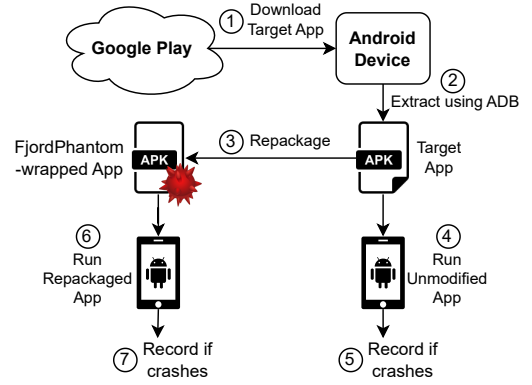 Google Play
① Download
Target App
Android
Device
② 
Extract using ADB
FjordPhantom
-wrapped App
APK
③ Repackage
APK
Target
App
⑥
Run
Repackaged
App
④
Run
Unmodified
App
⑦ Record if
crashes
⑤ Record if
crashes